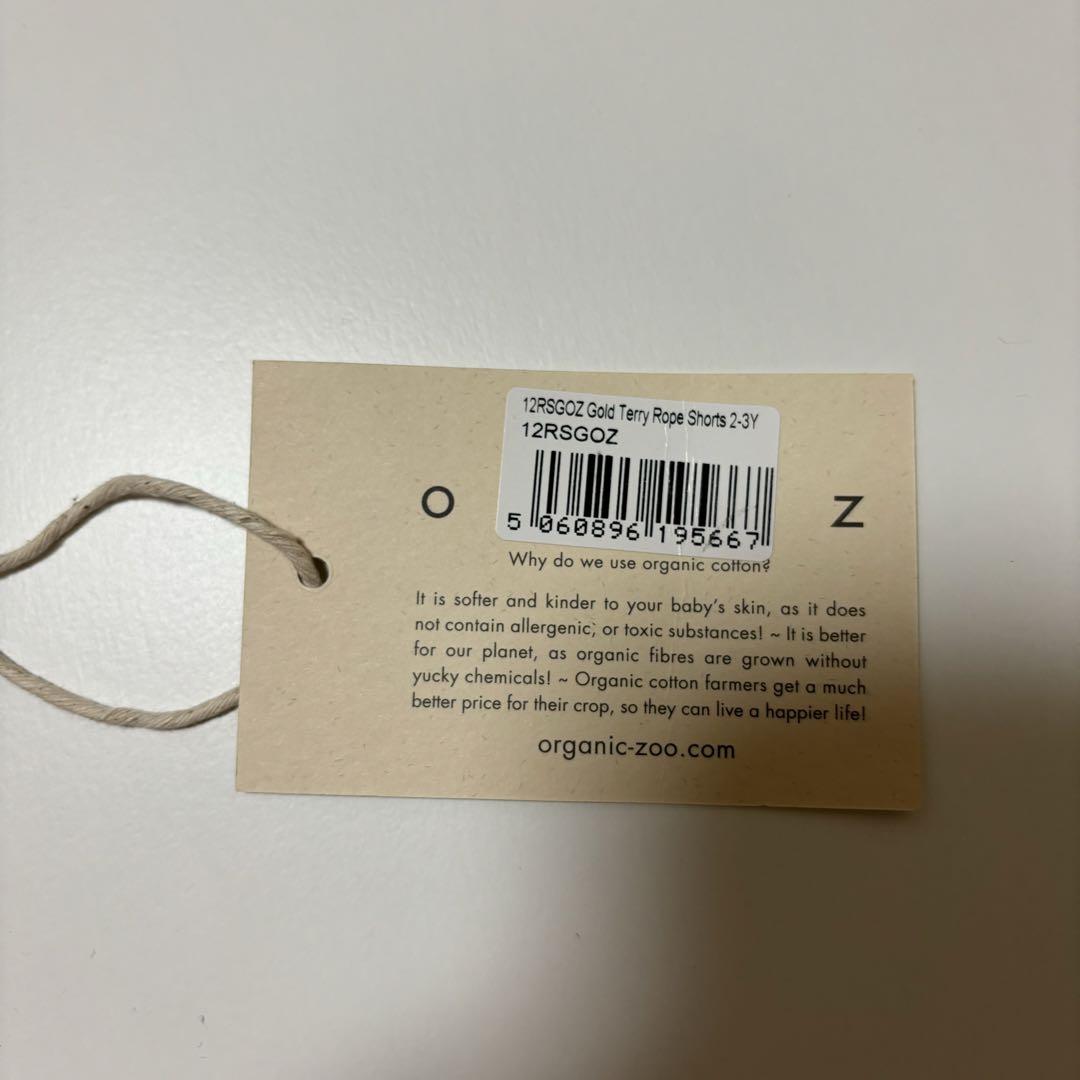 12RSGOZ Gold Terry Rope Shorts 2-3Y
12RSGOZ
O Z
5 060896 195667
Why do we use organic cotton?
It is softer and kinder to your baby's skin, as it does
not contain allergenic, or toxic substances! ~ It is better
for our planet, as organic fibres are grown without
yucky chemicals! ~ Organic cotton farmers get a much
better price for their crop, so they can live a happier life!
organic-zoo.com